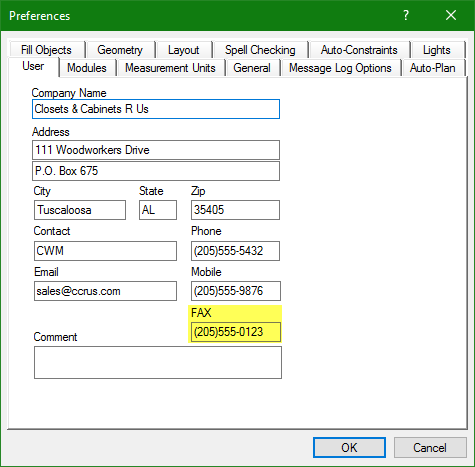 Preferences
?
Fill Objects Geometry Layout Spell Checking Auto-Constraints Lights
User Modules Measurement Units General Message Log Options Auto-Plan
Company Name
Closets & Cabinets R Us
Address
111 Woodworkers Drive
P.O. Box 675
City State Zip
Tuscaloosa AL 35405
Contact Phone
CWM (205)555-5432
Email Mobile
sales@ccrus.com (205)555-9876
FAX
(205)555-0123
Comment
OK Cancel